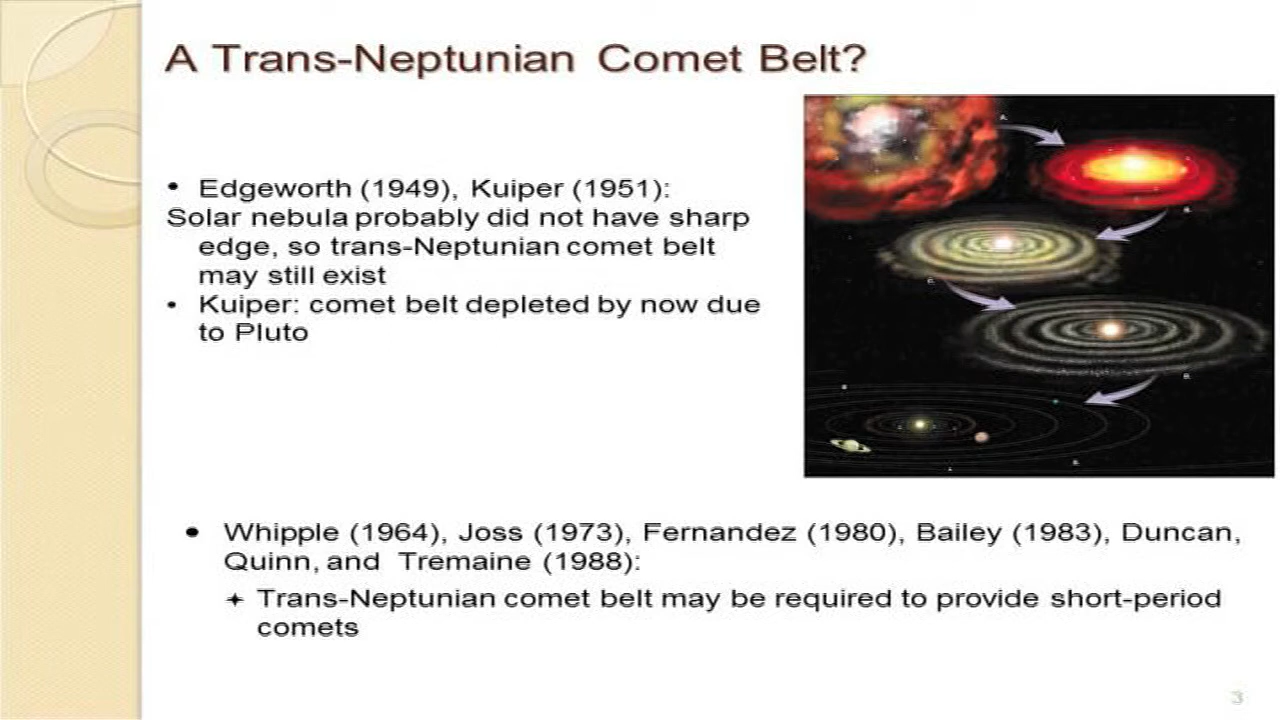 A Trans-Neptunian Comet Belt?
• Edgeworth (1949), Kuiper (1951):
Solar nebula probably did not have sharp
edge, so trans-Neptunian comet belt
may still exist
• Kuiper: comet belt depleted by now due
to Pluto
• Whipple (1964), Joss (1973), Fernandez (1980), Bailey (1983), Duncan,
Quinn, and Tremaine (1988):
Trans-Neptunian comet belt may be required to provide short-period
comets
3